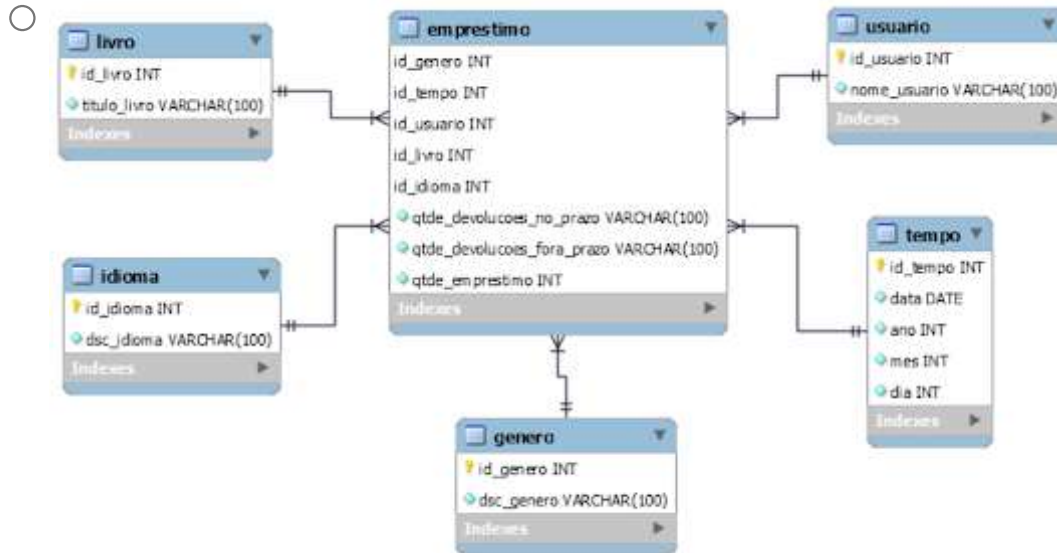 livro
id_livro INT
titulo_livro VARCHAR(100)
Indexes
emprestimo
id_genero INT
id_tempo INT
id_usuario INT
id_livro INT
id_idioma INT
qtde_devolucoes_no_prazo VARCHAR(100)
qtde_devolucoes_fora_prazo VARCHAR(100)
qtde_emprestimo INT
Indexes
usuario
id_usuario INT
nome_usuario VARCHAR(100)
Indexes
idioma
id_idioma INT
dsc_idioma VARCHAR(100)
Indexes
tempo
id_tempo INT
data DATE
ano INT
mes INT
dia INT
Indexes
genero
id_genero INT
dsc_genero VARCHAR(100)
Indexes